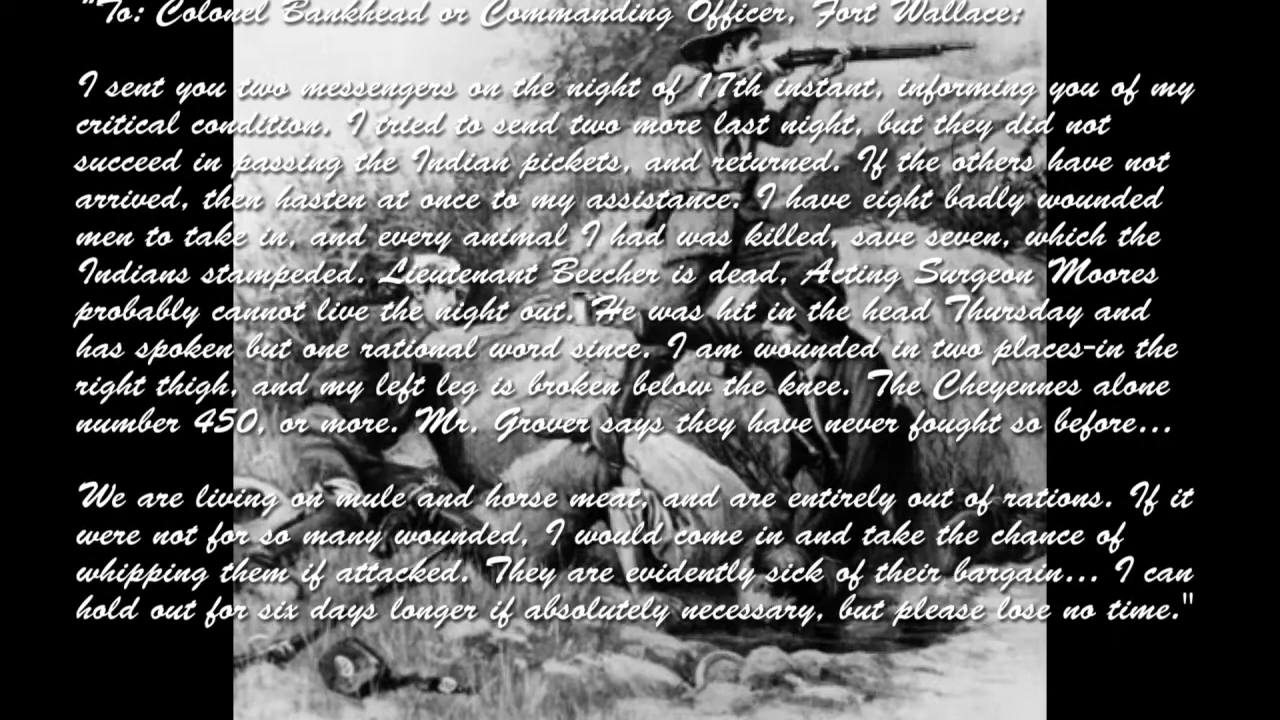 "To: Colonel Bankhead or Commanding Officer, Fort Wallace:
I sent you two messengers on the night of 17th instant, informing you of my
critical condition. I tried to send two more last night, but they did not
succeed in passing the Indian pickets, and returned. If the others have not
arrived, then hasten at once to my assistance. I have eight badly wounded
men to take in, and every animal I had was killed, save seven, which the
Indians stampeded. Lieutenant Beecher is dead, Acting Surgeon Moores
probably cannot live the night out. He was hit in the head Thursday and
has spoken but one rational word since. I am wounded in two places-in the
right thigh, and my left leg is broken below the knee. The Cheyennes alone
number 450, or more. Mr. Grover says they have never fought so before...
We are living on mule and horse meat, and are entirely out of rations. If it
were not for so many wounded, I would come in and take the chance of
whipping them if attacked. They are evidently sick of their bargain... I can
hold out for six days longer if absolutely necessary, but please lose no time."